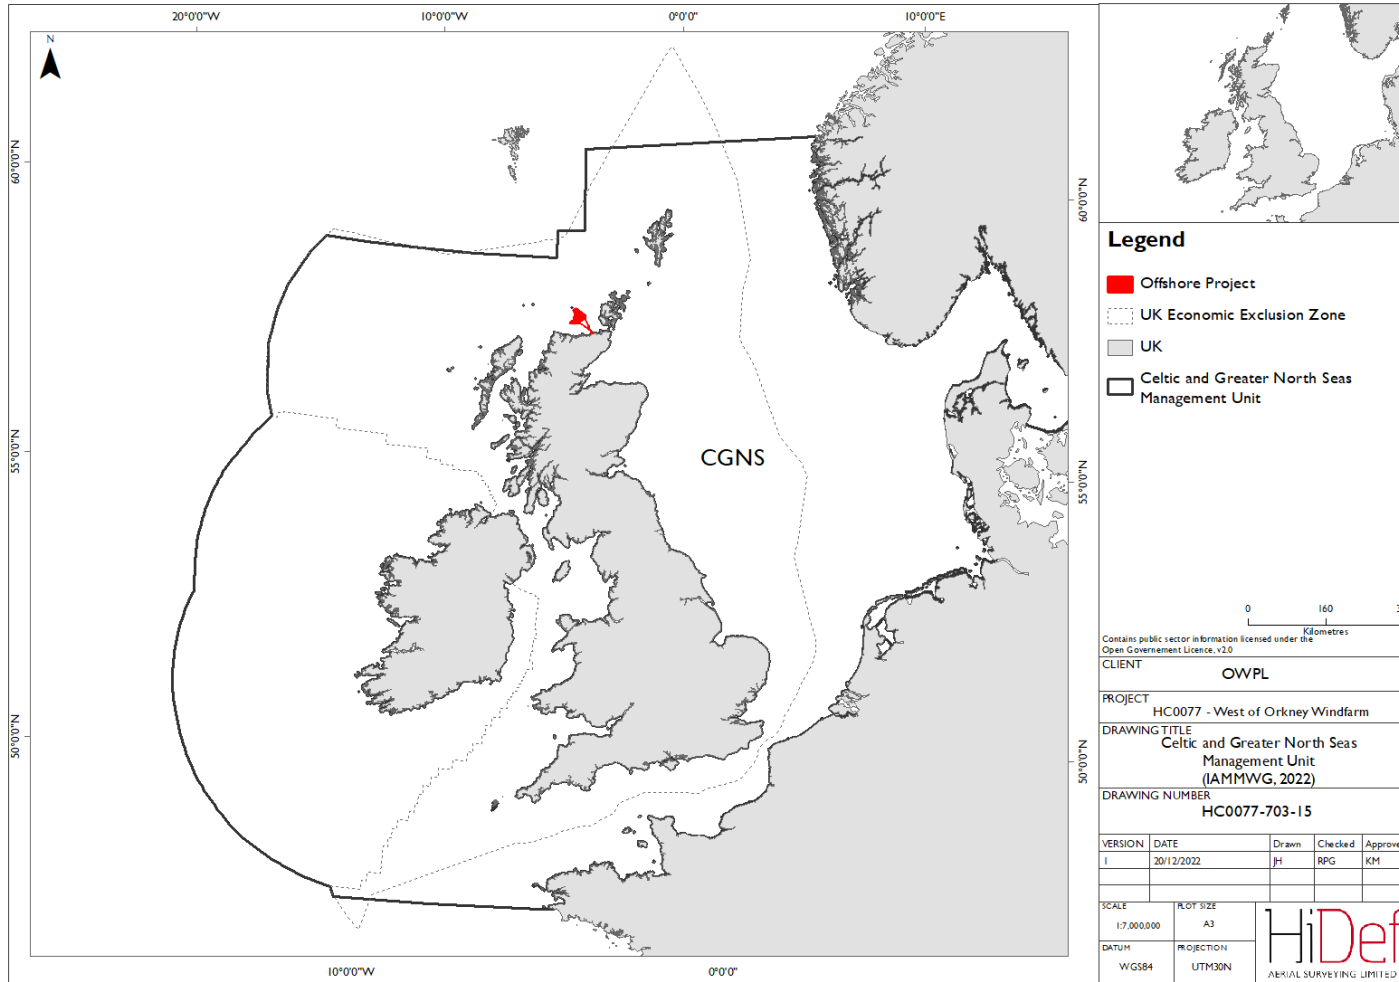 20°0'0"W
10°0'0"W
0°0'0"
10°0'0"E
N
60°0'0"N
55°0'0"N
50°0'0"N
60°0'0"N
55°0'0"N
50°0'0"N
10°0'0"W
0°0'0"
CGNS
Legend
Offshore Project
UK Economic Exclusion Zone
UK
Celtic and Greater North Seas
Management Unit
0 160 3
Kilometres
Contains public sector information licensed under the
Open Governement Licence, v2.0
CLIENT
OWPL
PROJECT
HC0077 - West of Orkney Windfarm
DRAWING TITLE
Celtic and Greater North Seas
Management Unit
(IAMMWG, 2022)
DRAWING NUMBER
HC0077-703-15
VERSION DATE Drawn Checked Approve
1 20/12/2022 JH RPG KM
SCALE PLOT SIZE
1:7,000,000 A3
DATUM PROJECTION
WGS84 UTM30N
HiDef
AERIAL SURVEYING LIMITED